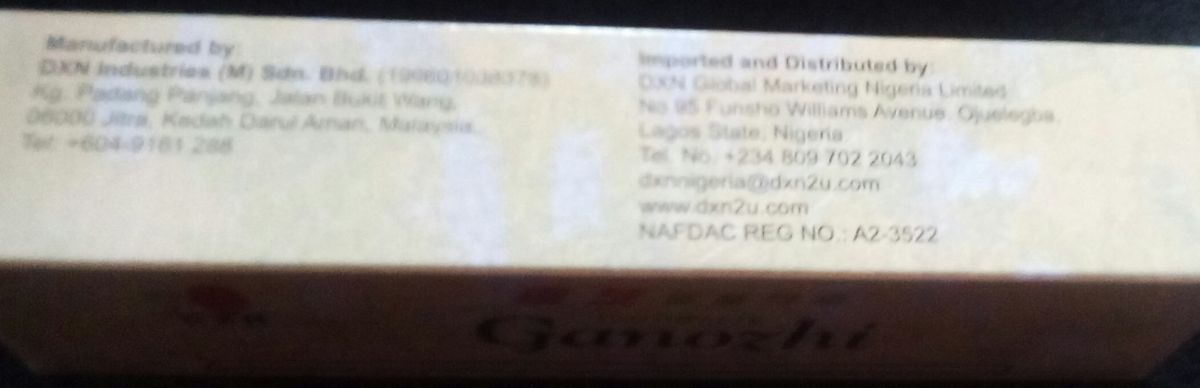 Manufactured by:
DXN Industries (M) Sdn. Bhd.
Kg. Padang Panjang, Jalan Bukit Wang,
06000 Jitra, Kedah Darul Aman, Malaysia.
Tel: +604-9181 288
Imported and Distributed by:
DXN Global Marketing Nigeria Limited
No 95 Funsho Williams Avenue, Ojuelegba,
Lagos State, Nigeria
Tel. No. +234 809 702 2043
dxnnigeria@dxn2u.com
www.dxn2u.com
NAFDAC REG NO.: A2-3522
Ganozhi